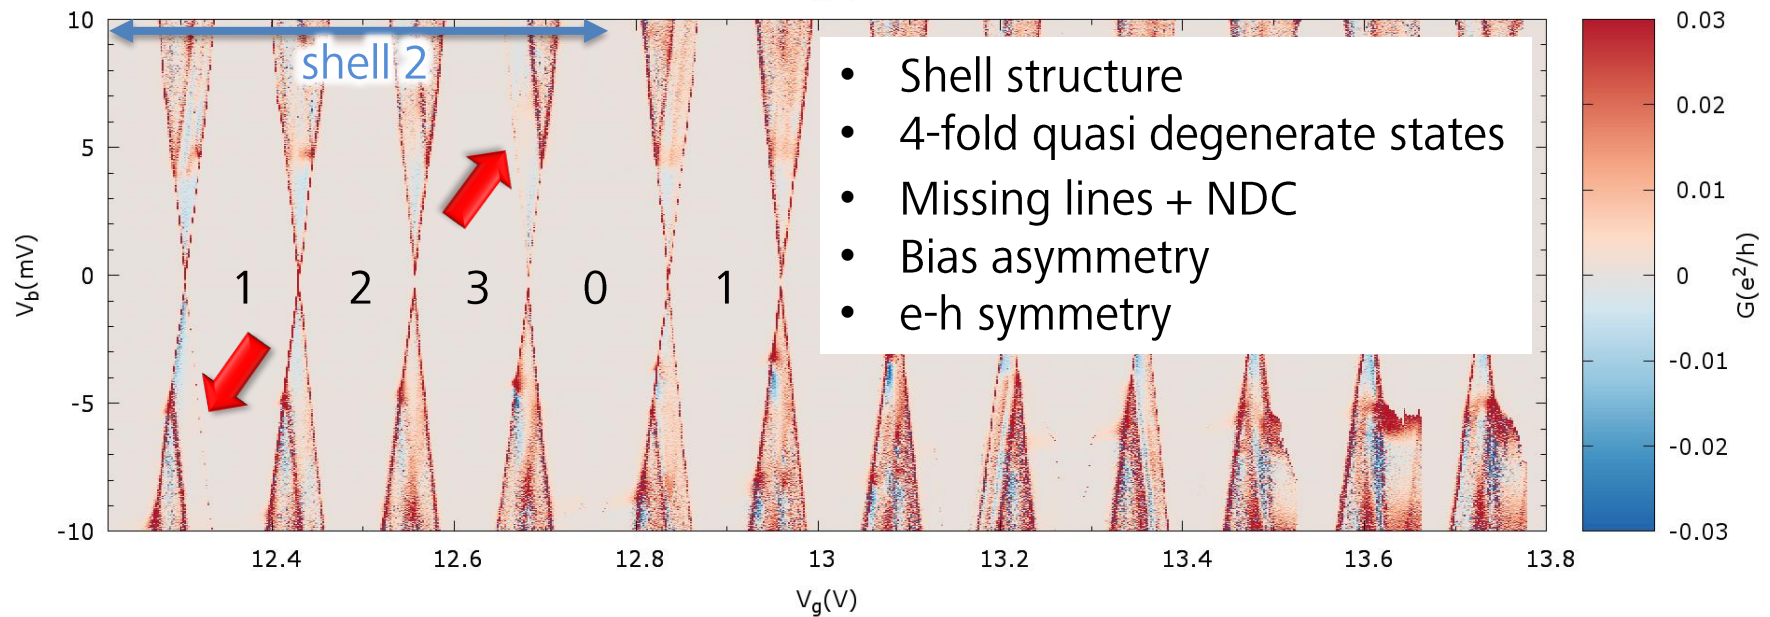 10
5
0
-5
-10
V_b(mV)
shell 2
1 2 3 0 1
• Shell structure
• 4-fold quasi degenerate states
• Missing lines + NDC
• Bias asymmetry
• e-h symmetry
12.4 12.6 12.8 13 13.2 13.4 13.6 13.8
V_g(V)
0.03
0.02
0.01
0
-0.01
-0.02
-0.03
G(e²/h)